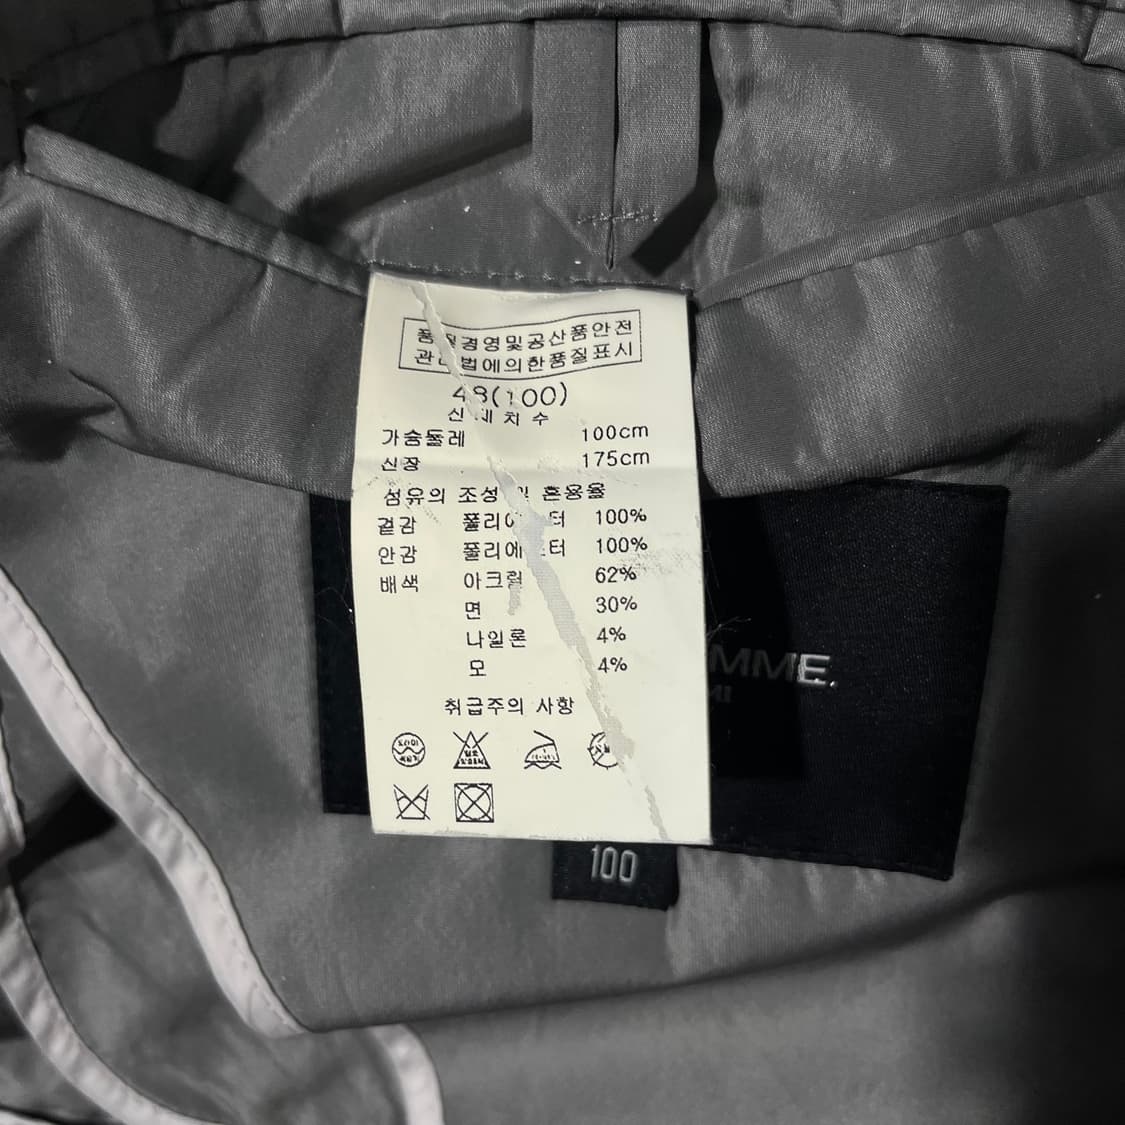 품질경영및공산품안전
관리법에의한품질표시
48(100)
신체치수
가슴둘레 100cm
신장 175cm
섬유의 조성 및 혼용율
겉감 폴리에스터 100%
안감 폴리에스터 100%
배색 아크릴 62%
면 30%
나일론 4%
모 4%
취급주의 사항
드라이
MME.
MI
100